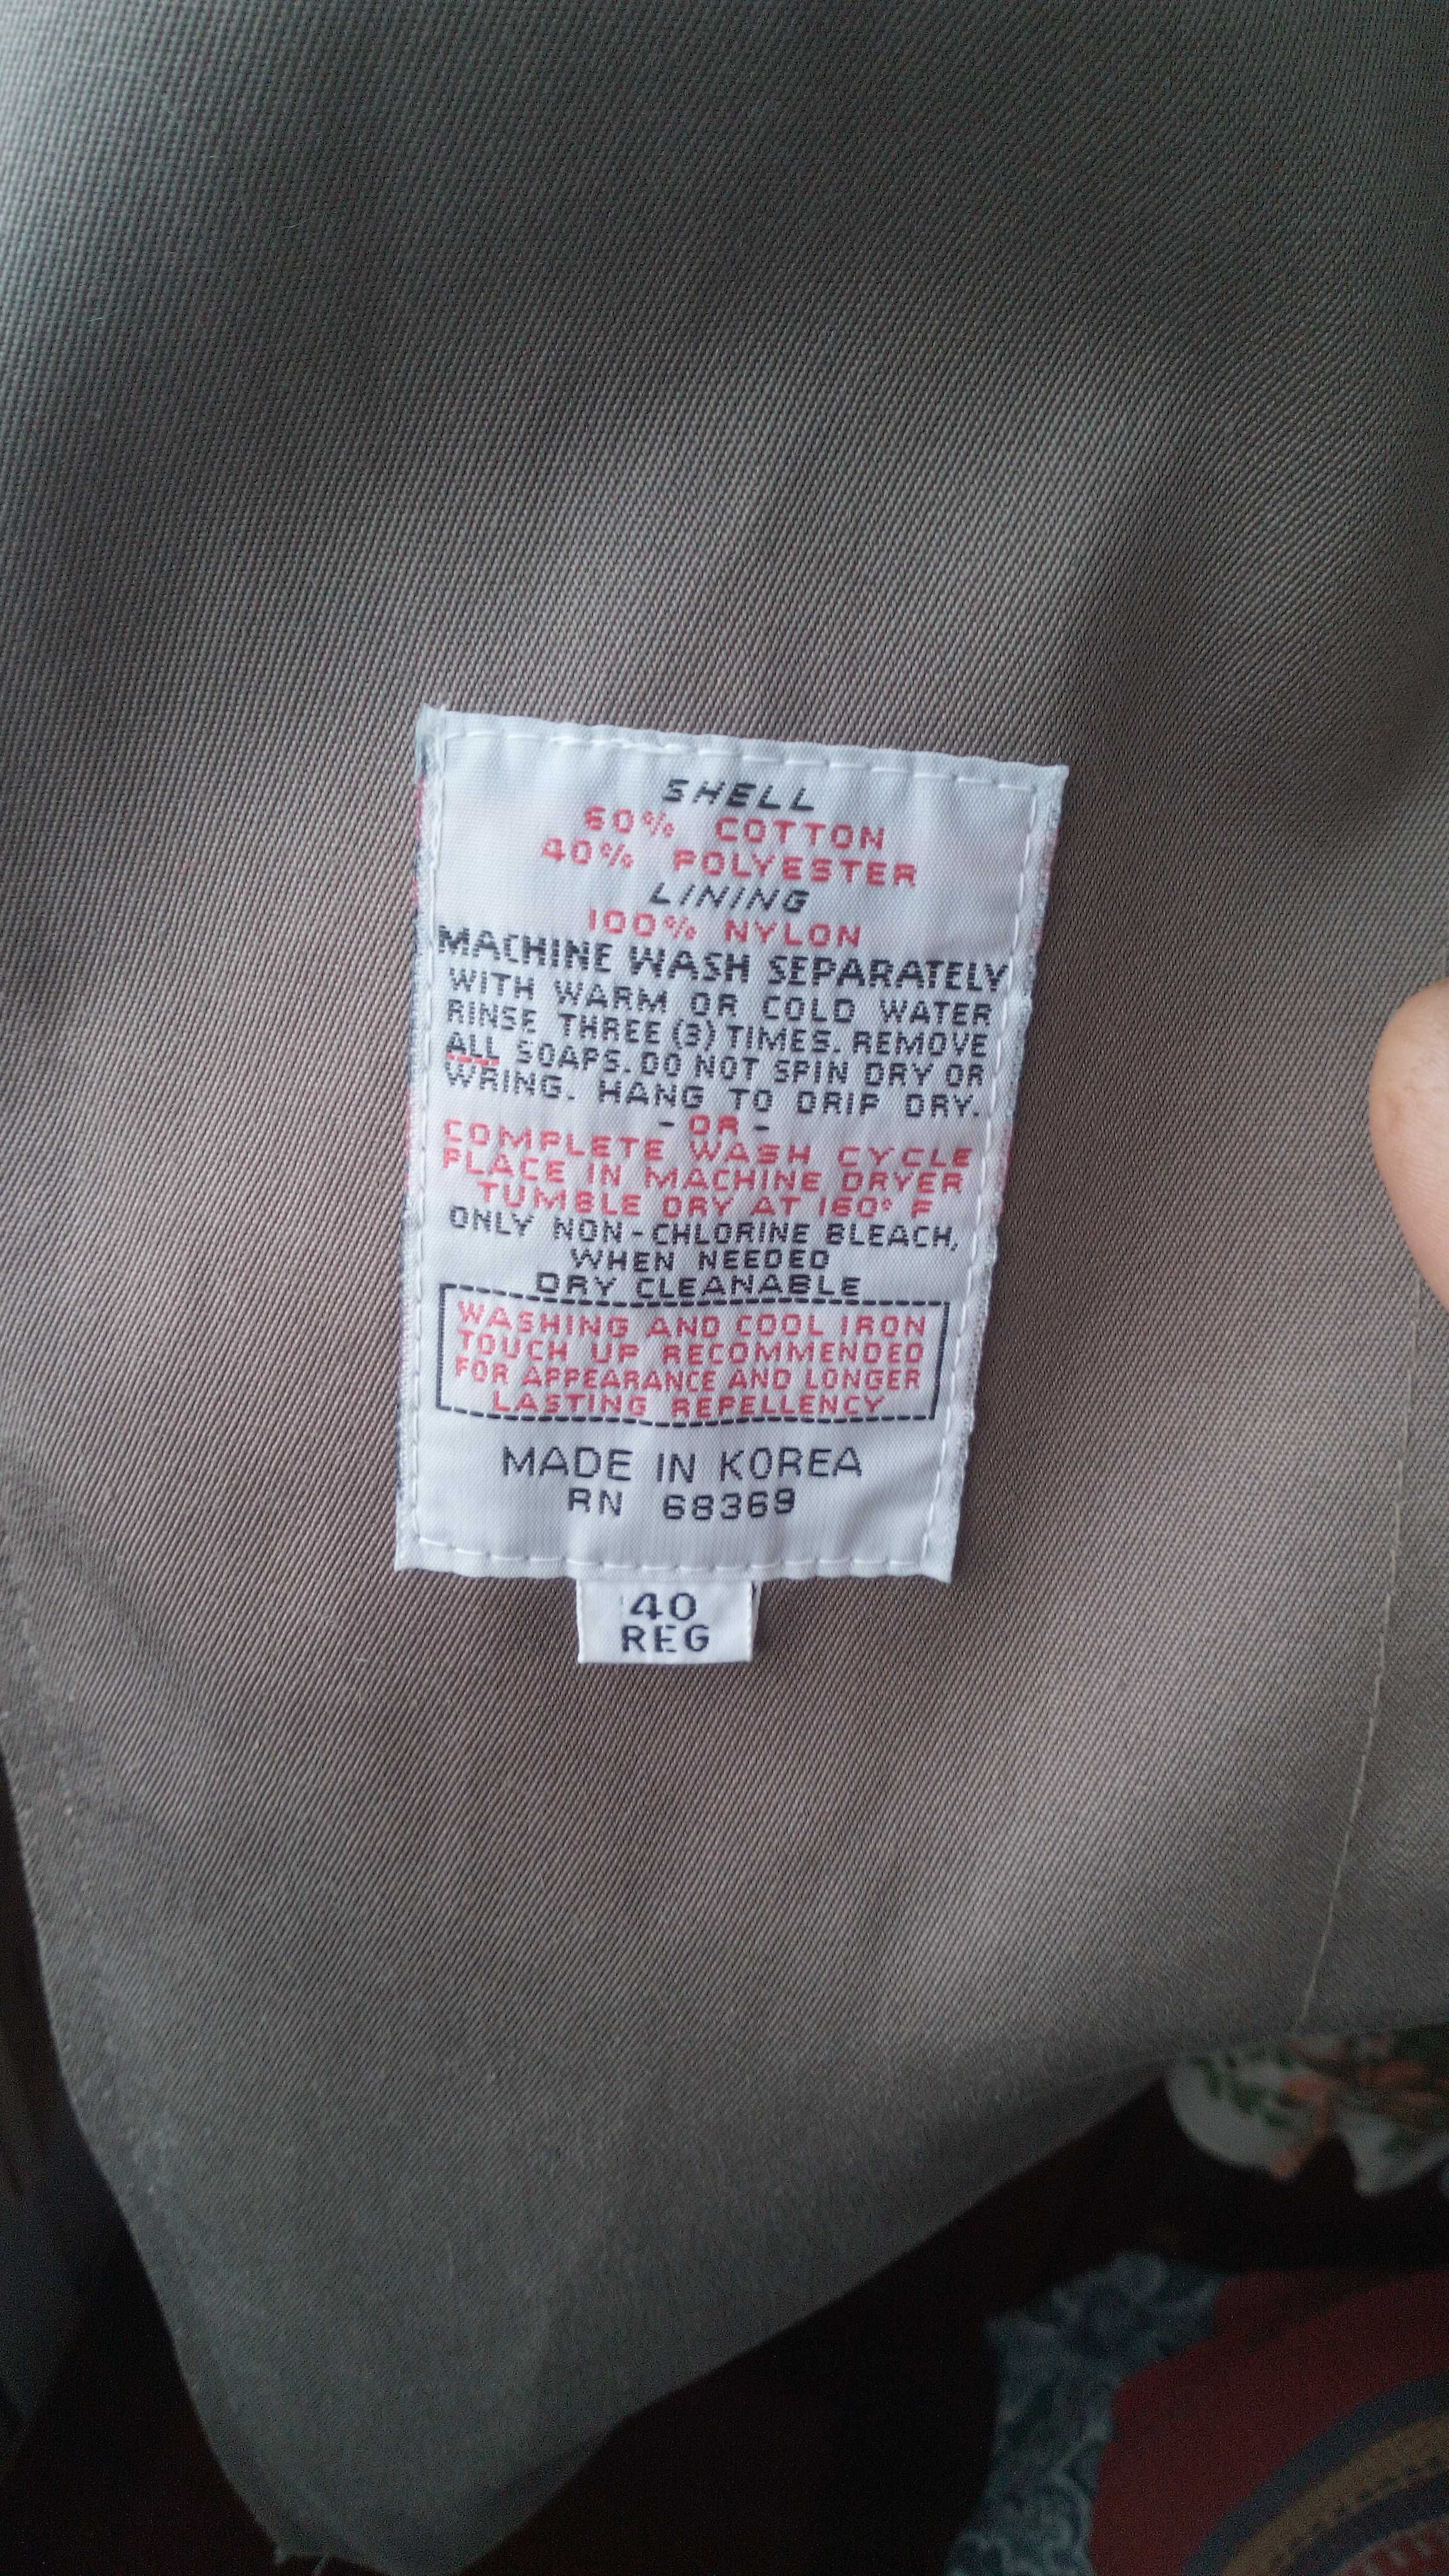 SHELL
60% COTTON
40% POLYESTER
LINING
100% NYLON
MACHINE WASH SEPARATELY
WITH WARM OR COLD WATER
RINSE THREE (3) TIMES. REMOVE
ALL SOAPS. DO NOT SPIN DRY OR
WRING. HANG TO DRIP DRY.
- OR -
COMPLETE WASH CYCLE
PLACE IN MACHINE DRYER
TUMBLE DRY AT 160° F
ONLY NON-CHLORINE BLEACH,
WHEN NEEDED
DRY CLEANABLE
WASHING AND COOL IRON
TOUCH UP RECOMMENDED
FOR APPEARANCE AND LONGER
LASTING REPELLENCY
MADE IN KOREA
RN 68369
40
REG